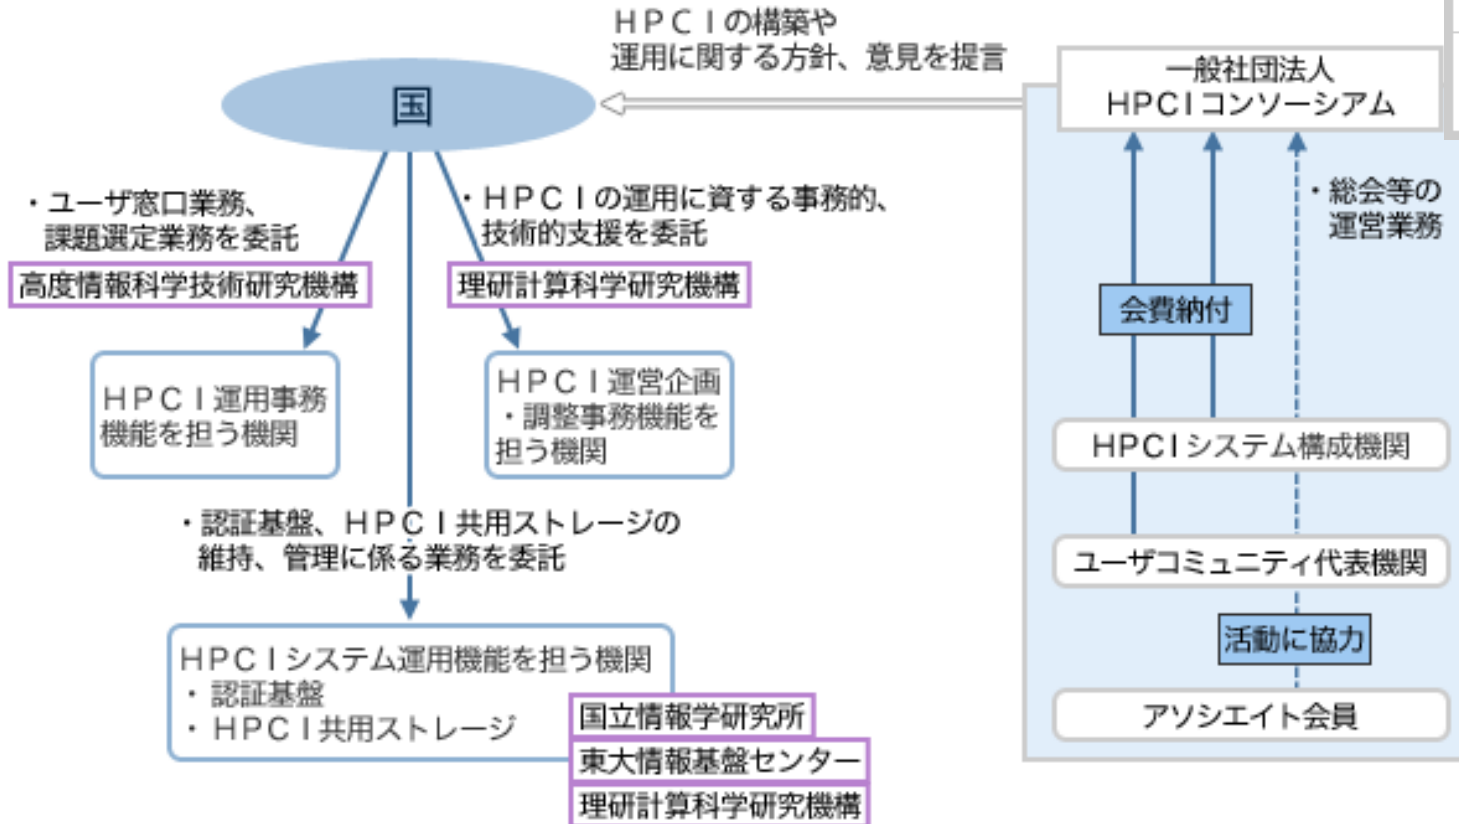 HPCIの構築や
運用に関する方針、意見を提言
国
一般社団法人
HPCIコンソーシアム
・ユーザ窓口業務、
課題選定業務を委託
高度情報科学技術研究機構
・HPCIの運用に資する事務的、
技術的支援を委託
理研計算科学研究機構
・総会等の
運営業務
会費納付
HPCI運用事務
機能を担う機関
HPCI運営企画
・調整事務機能を
担う機関
HPCIシステム構成機関
・認証基盤、HPCI共用ストレージの
維持、管理に係る業務を委託
ユーザコミュニティ代表機関
活動に協力
HPCIシステム運用機能を担う機関
・認証基盤
・HPCI共用ストレージ
国立情報学研究所
東大情報基盤センター
理研計算科学研究機構
アソシエイト会員